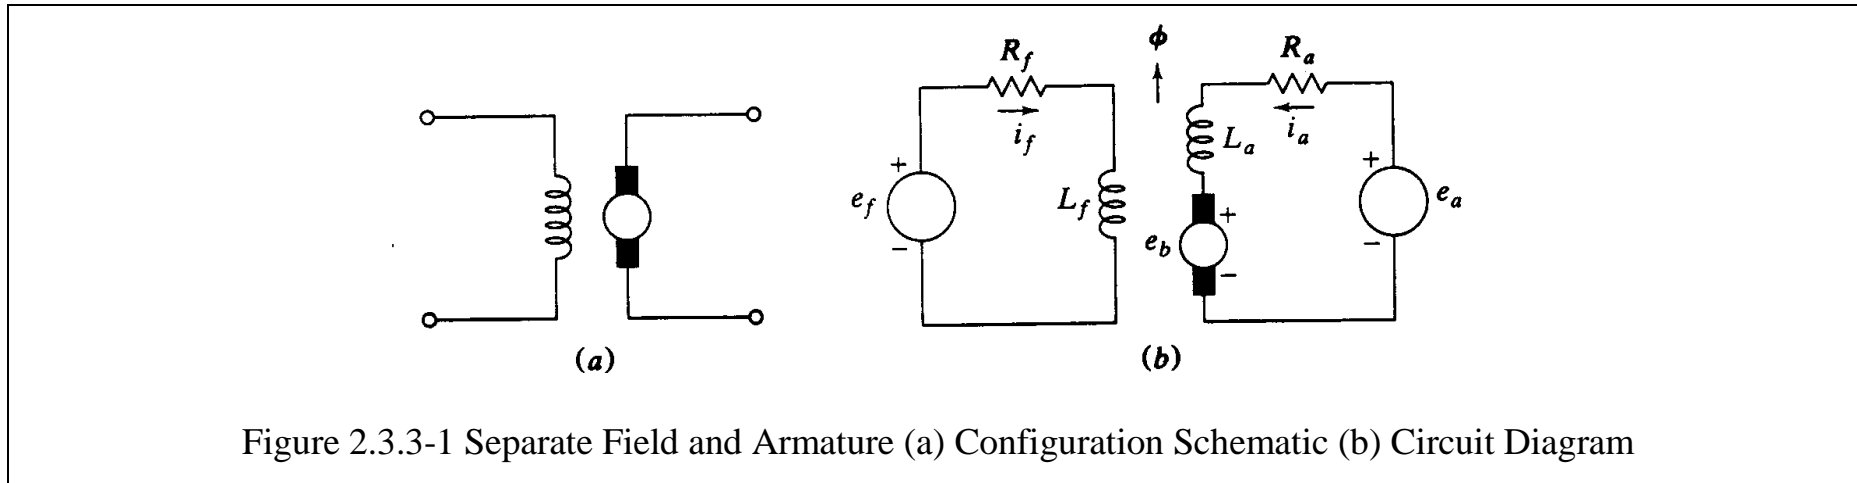 R_f
i_f
+
e_f
−
L_f
ϕ
R_a
i_a
L_a
+
e_b
−
+
e_a
−
(a)
(b)
Figure 2.3.3-1 Separate Field and Armature (a) Configuration Schematic (b) Circuit Diagram